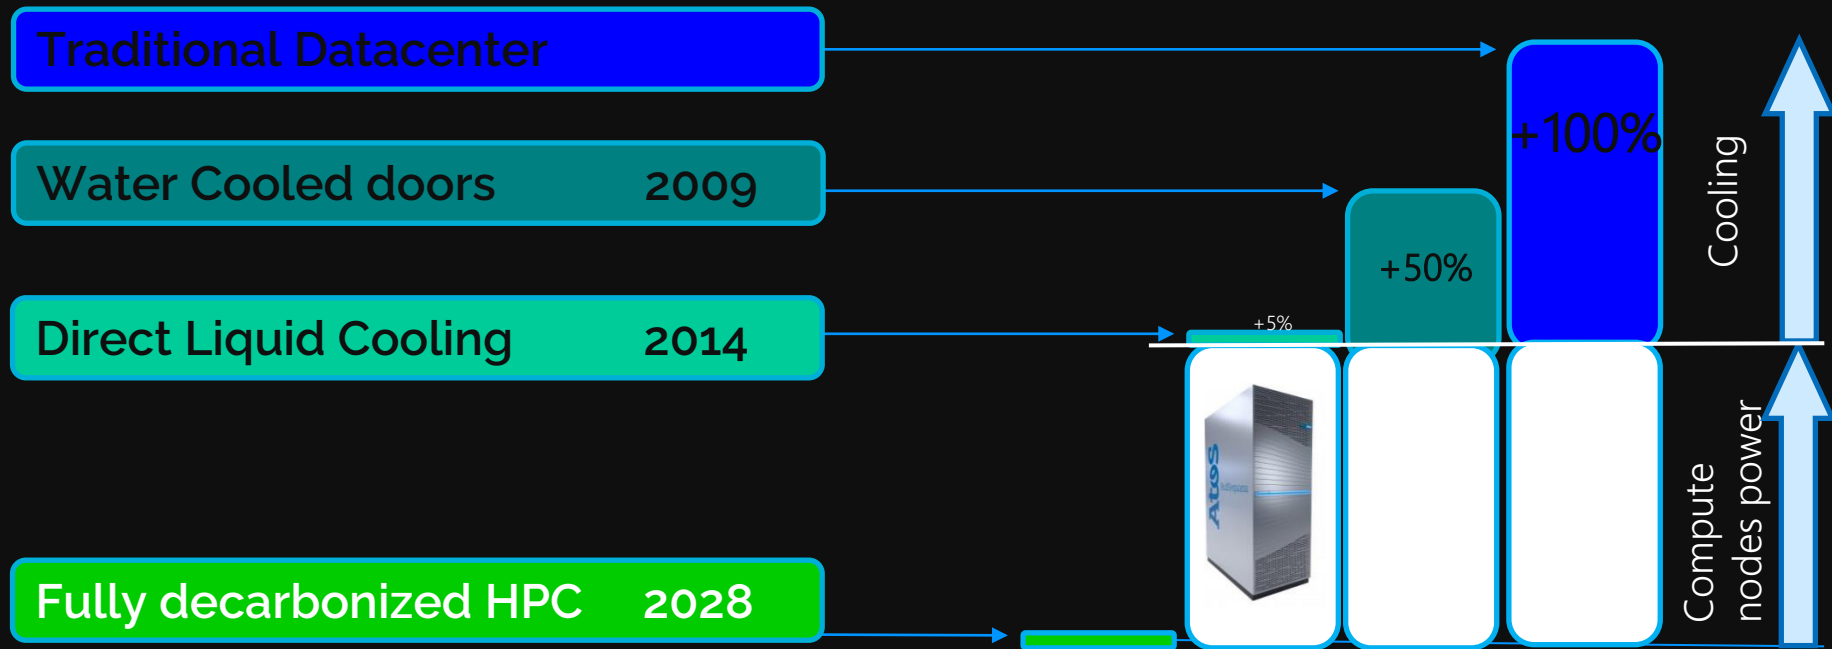 Traditional Datacenter
+100%
Water Cooled doors 2009
+50%
Cooling
Direct Liquid Cooling 2014
+5%
Atos
Compute
nodes power
Fully decarbonized HPC 2028